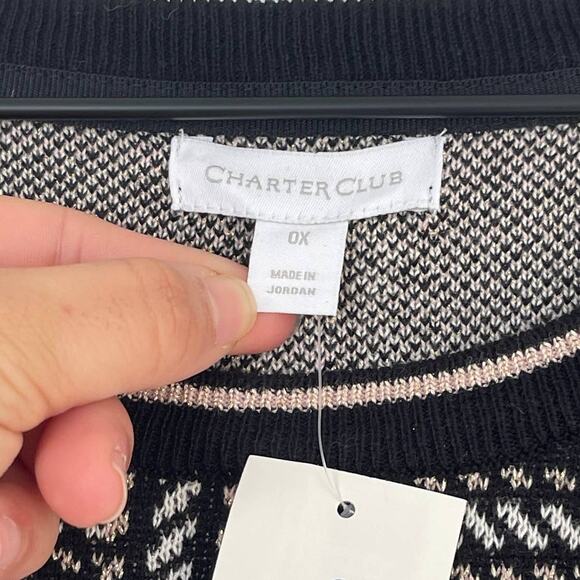 CHARTER CLUB
0X
MADE IN
JORDAN